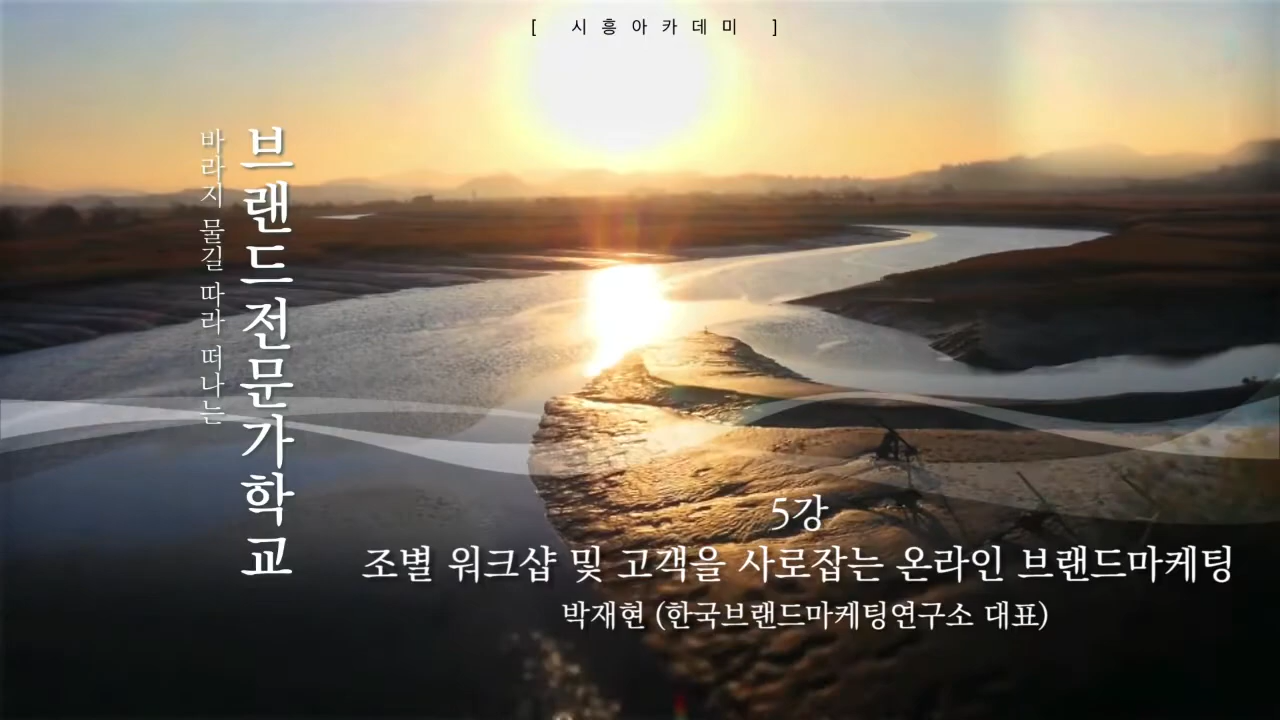 [ 시흥아카데미 ]
바라지 물길 따라 떠나는
브랜드전문가학교
5강
조별 워크샵 및 고객을 사로잡는 온라인 브랜드마케팅
박재현 (한국브랜드마케팅연구소 대표)